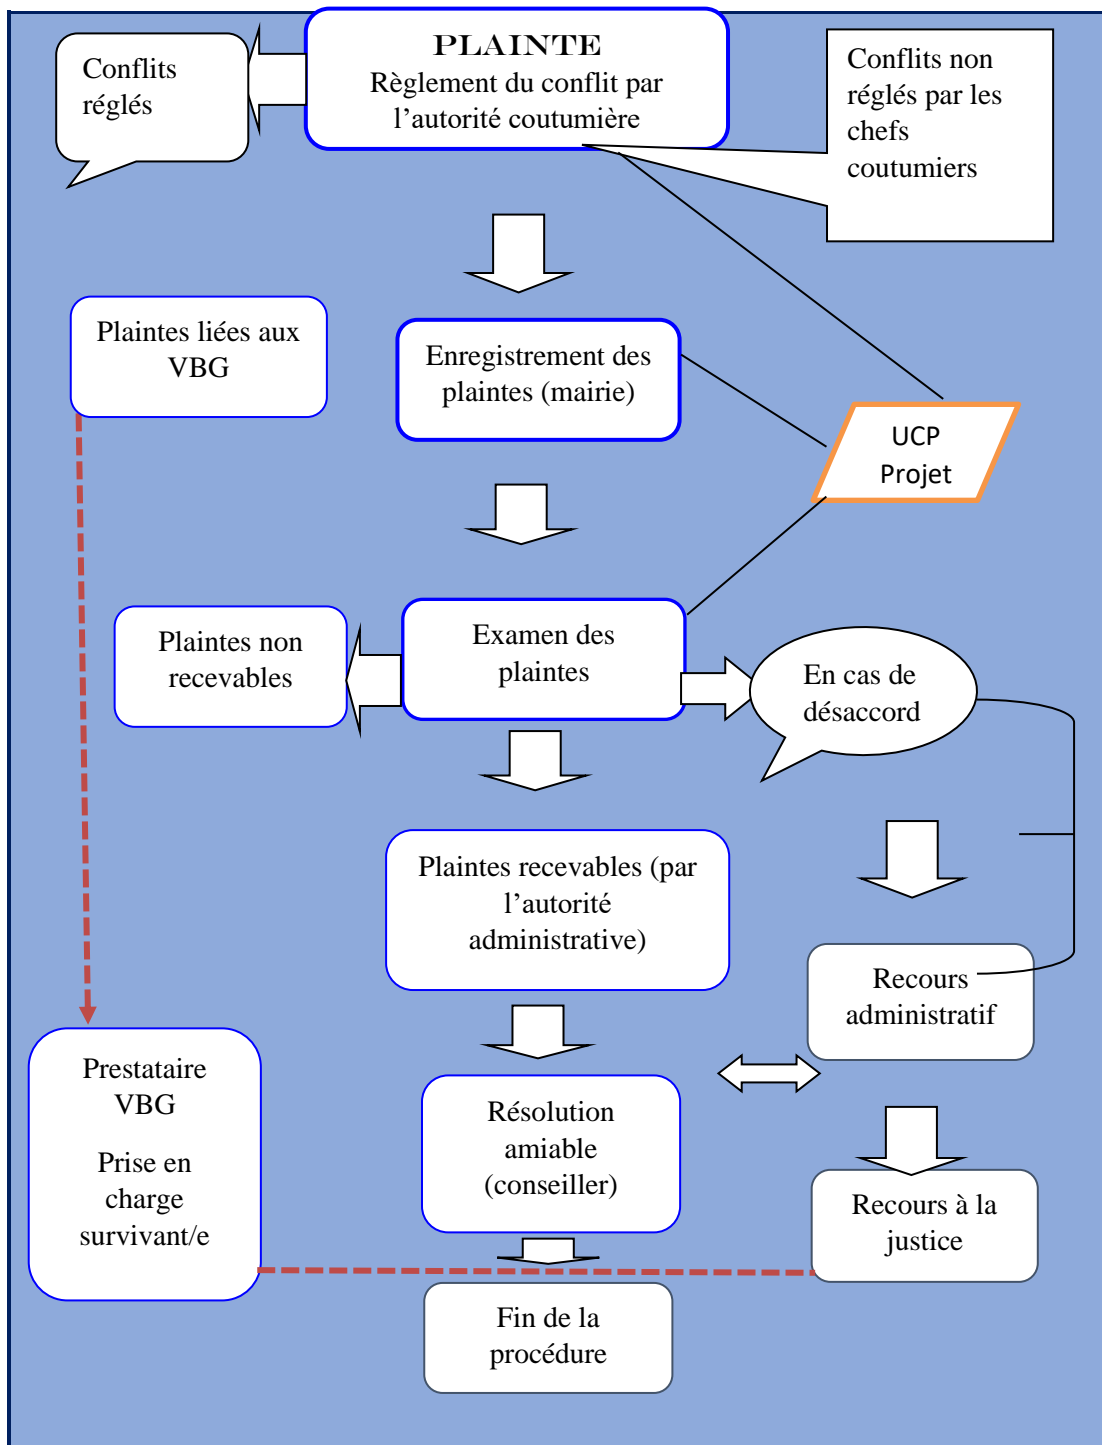 PLAINTE
Règlement du conflit par
l’autorité coutumière
Conflits
réglés
Conflits non
réglés par les
chefs
coutumiers
Plaintes liées aux
VBG
Enregistrement des
plaintes (mairie)
UCP
Projet
Plaintes non
recevables
Examen des
plaintes
En cas de
désaccord
Plaintes recevables (par
l’autorité
administrative)
Recours
administratif
Prestataire
VBG
Prise en
charge
survivant/e
Résolution
amiable
(conseiller)
Recours à la
justice
Fin de la
procédure